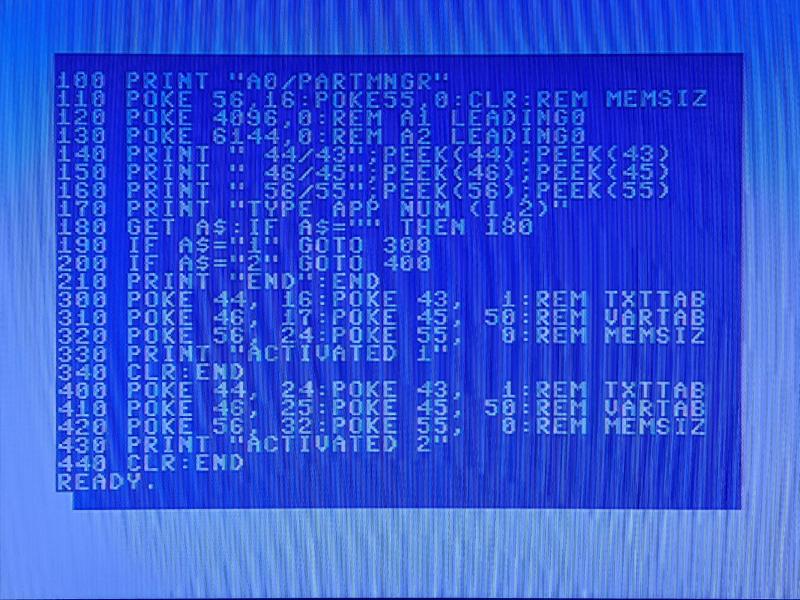 100 PRINT "A0/PARTMNGR"
110 POKE 56,16:POKE55,0:CLR:REM MEMSIZ
120 POKE 4096,0:REM A1 LEADING0
130 POKE 6144,0:REM A2 LEADING0
140 PRINT " 44/43";PEEK(44);PEEK(43)
150 PRINT " 46/45";PEEK(46);PEEK(45)
160 PRINT " 56/55";PEEK(56);PEEK(55)
170 PRINT "TYPE APP NUM (1,2)"
180 GET A$:IF A$="" THEN 180
190 IF A$="1" GOTO 300
200 IF A$="2" GOTO 400
210 PRINT "END":END
300 POKE 44, 16:POKE 43,  1:REM TXTTAB
310 POKE 46, 17:POKE 45, 50:REM VARTAB
320 POKE 56, 24:POKE 55,  0:REM MEMSIZ
330 PRINT "ACTIVATED 1"
340 CLR:END
400 POKE 44, 24:POKE 43,  1:REM TXTTAB
410 POKE 46, 25:POKE 45, 50:REM VARTAB
420 POKE 56, 32:POKE 55,  0:REM MEMSIZ
430 PRINT "ACTIVATED 2"
440 CLR:END
READY.